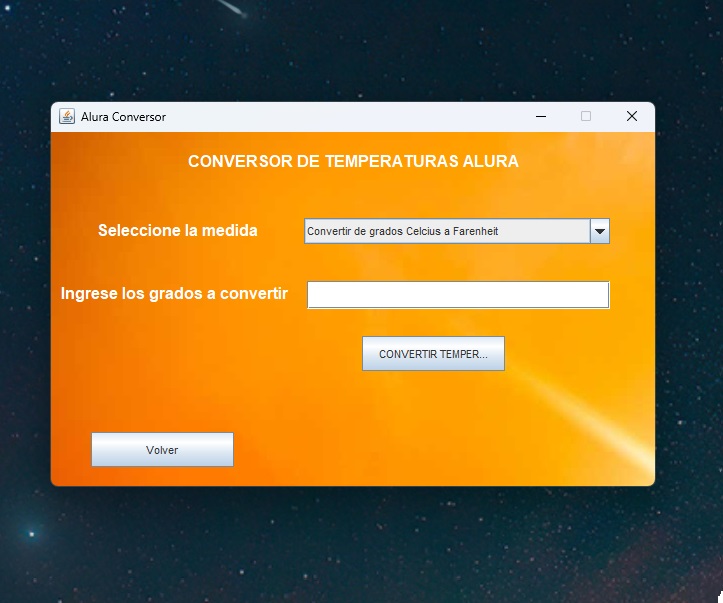 Alura Conversor
CONVERSOR DE TEMPERATURAS ALURA
Seleccione la medida
Convertir de grados Celcius a Farenheit
Ingrese los grados a convertir
CONVERTIR TEMPER...
Volver